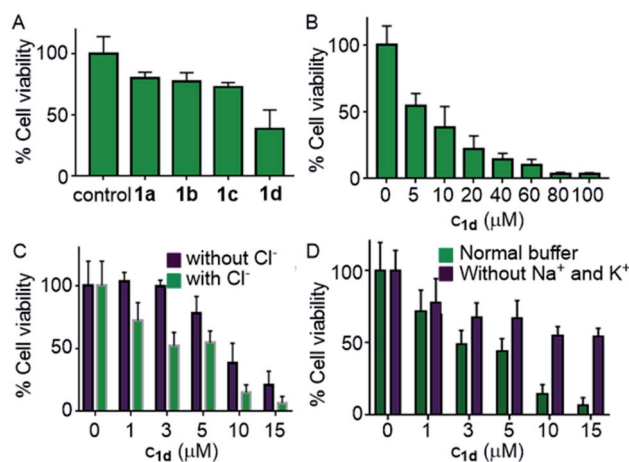 A
% Cell viability
100
50
0
control 1a 1b 1c 1d
B
% Cell viability
100
50
0
0 5 10 20 40 60 80 100
c1d (μM)
C
without Cl-
with Cl-
% Cell viability
100
50
0
0 1 3 5 10 15
c1d (μM)
D
Normal buffer
Without Na+ and K+
% Cell viability
100
50
0
0 1 3 5 10 15
c1d (μM)